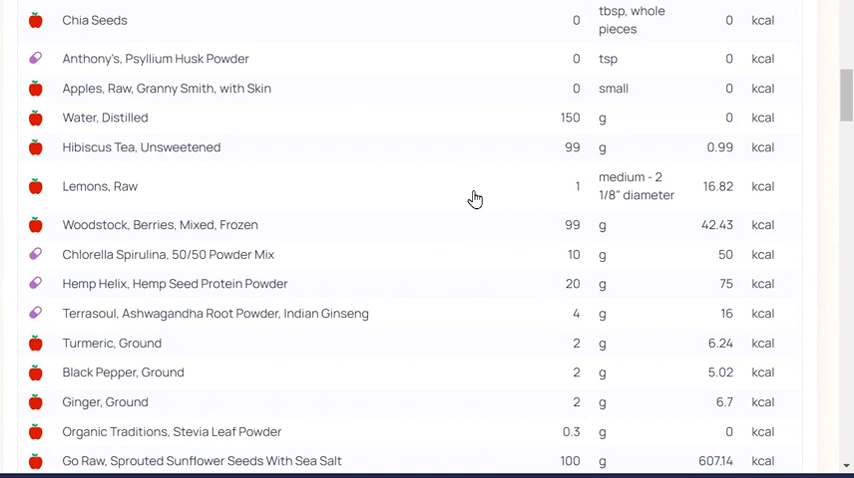 Chia Seeds 0 tbsp, whole pieces 0 kcal
Anthony's, Psyllium Husk Powder 0 tsp 0 kcal
Apples, Raw, Granny Smith, with Skin 0 small 0 kcal
Water, Distilled 150 g 0 kcal
Hibiscus Tea, Unsweetened 99 g 0.99 kcal
Lemons, Raw 1 medium - 2 1/8" diameter 16.82 kcal
Woodstock, Berries, Mixed, Frozen 99 g 42.43 kcal
Chlorella Spirulina, 50/50 Powder Mix 10 g 50 kcal
Hemp Helix, Hemp Seed Protein Powder 20 g 75 kcal
Terrasoul, Ashwagandha Root Powder, Indian Ginseng 4 g 16 kcal
Turmeric, Ground 2 g 6.24 kcal
Black Pepper, Ground 2 g 5.02 kcal
Ginger, Ground 2 g 6.7 kcal
Organic Traditions, Stevia Leaf Powder 0.3 g 0 kcal
Go Raw, Sprouted Sunflower Seeds With Sea Salt 100 g 607.14 kcal